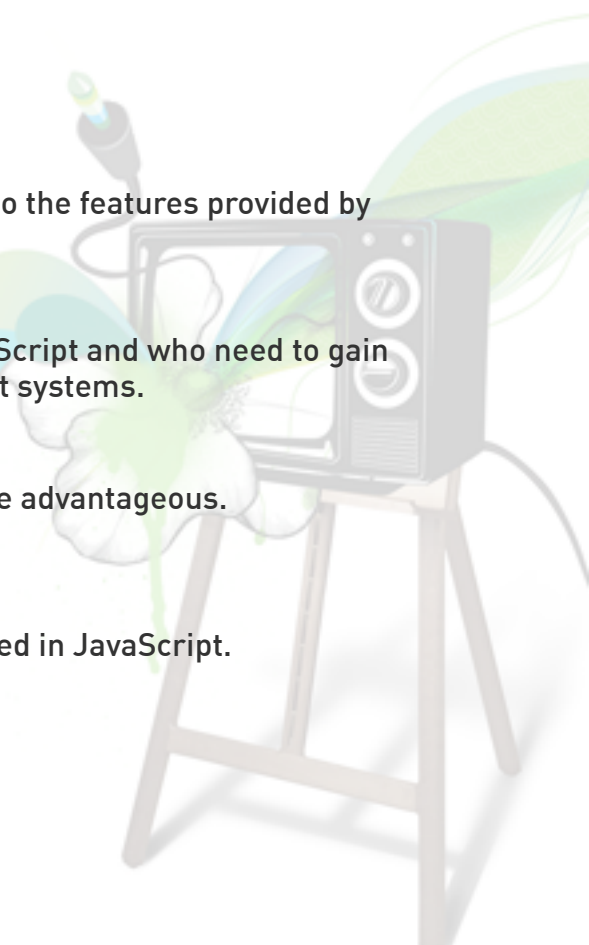 o the features provided by
Script and who need to gain
t systems.
e advantageous.
ed in JavaScript.